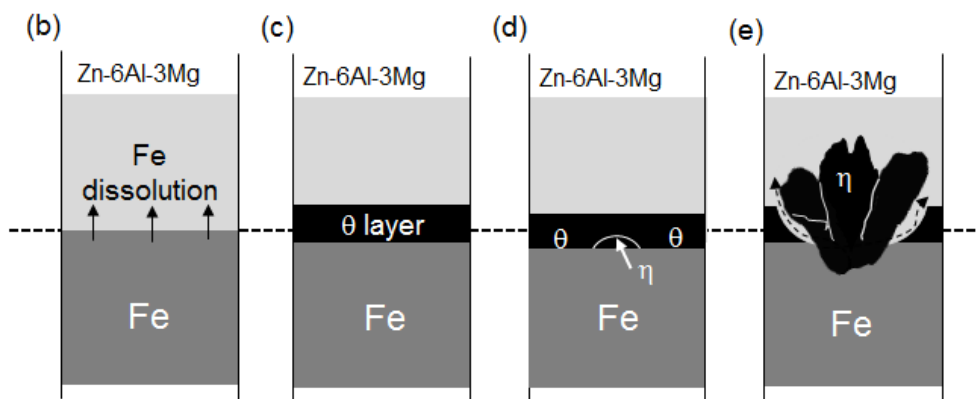 (b) (c) (d) (e)
Zn-6Al-3Mg Zn-6Al-3Mg Zn-6Al-3Mg Zn-6Al-3Mg
Fe
dissolution
η
θ layer θ θ
η
Fe Fe Fe Fe